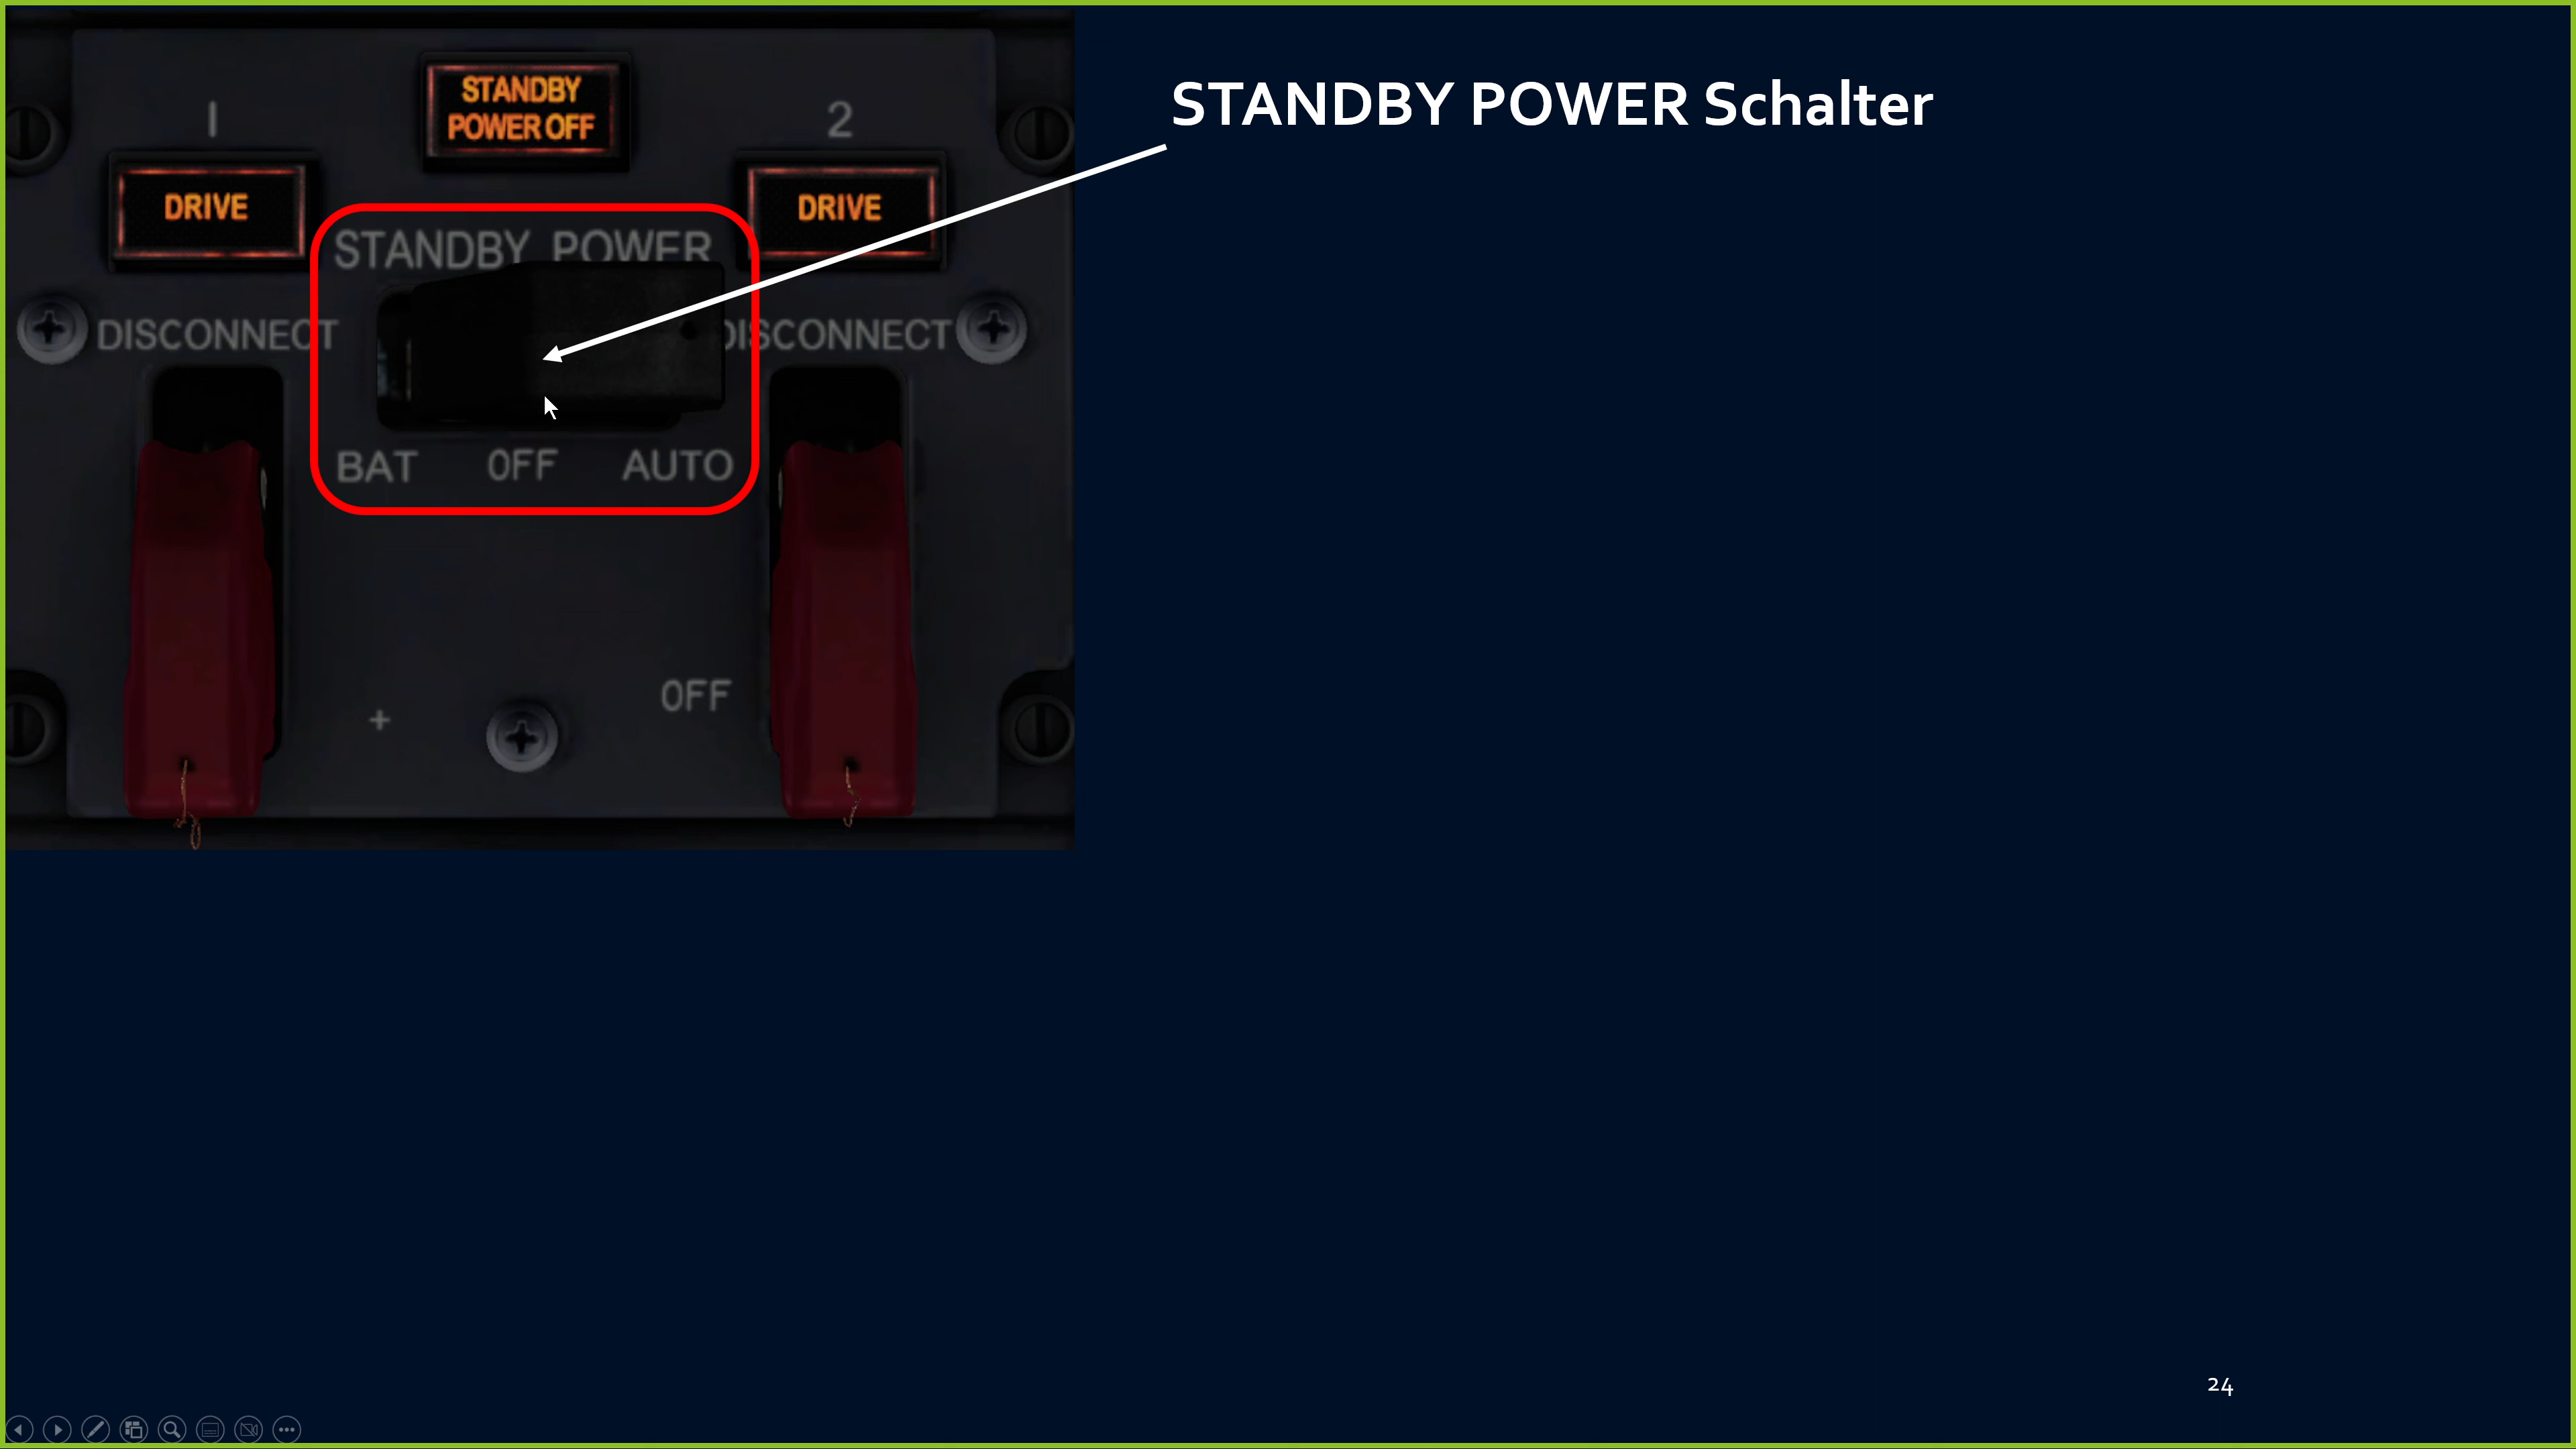 STANDBY POWER Schalter
STANDBY
POWER OFF
1
2
DRIVE
DRIVE
STANDBY POWER
DISCONNECT
DISCONNECT
BAT
OFF
AUTO
OFF
24